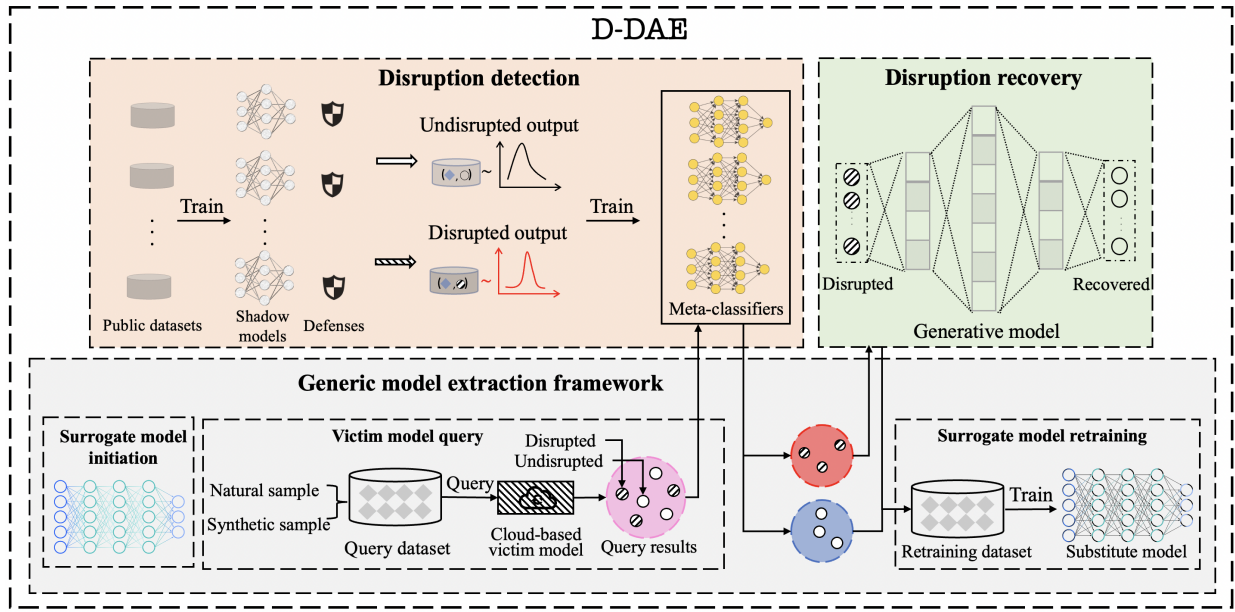 D-DAE
Disruption detection
Public datasets
Train
Shadow
models
Defenses
Undisrupted output
( , ) ~
Disrupted output
( , ) ~
Train
Meta-classifiers
Disruption recovery
Disrupted
Recovered
Generative model
Generic model extraction framework
Surrogate model
initiation
Victim model query
Natural sample
Synthetic sample
Query dataset
Query
Cloud-based
victim model
Disrupted
Undisrupted
Query results
Surrogate model retraining
Retraining dataset
Train
Substitute model